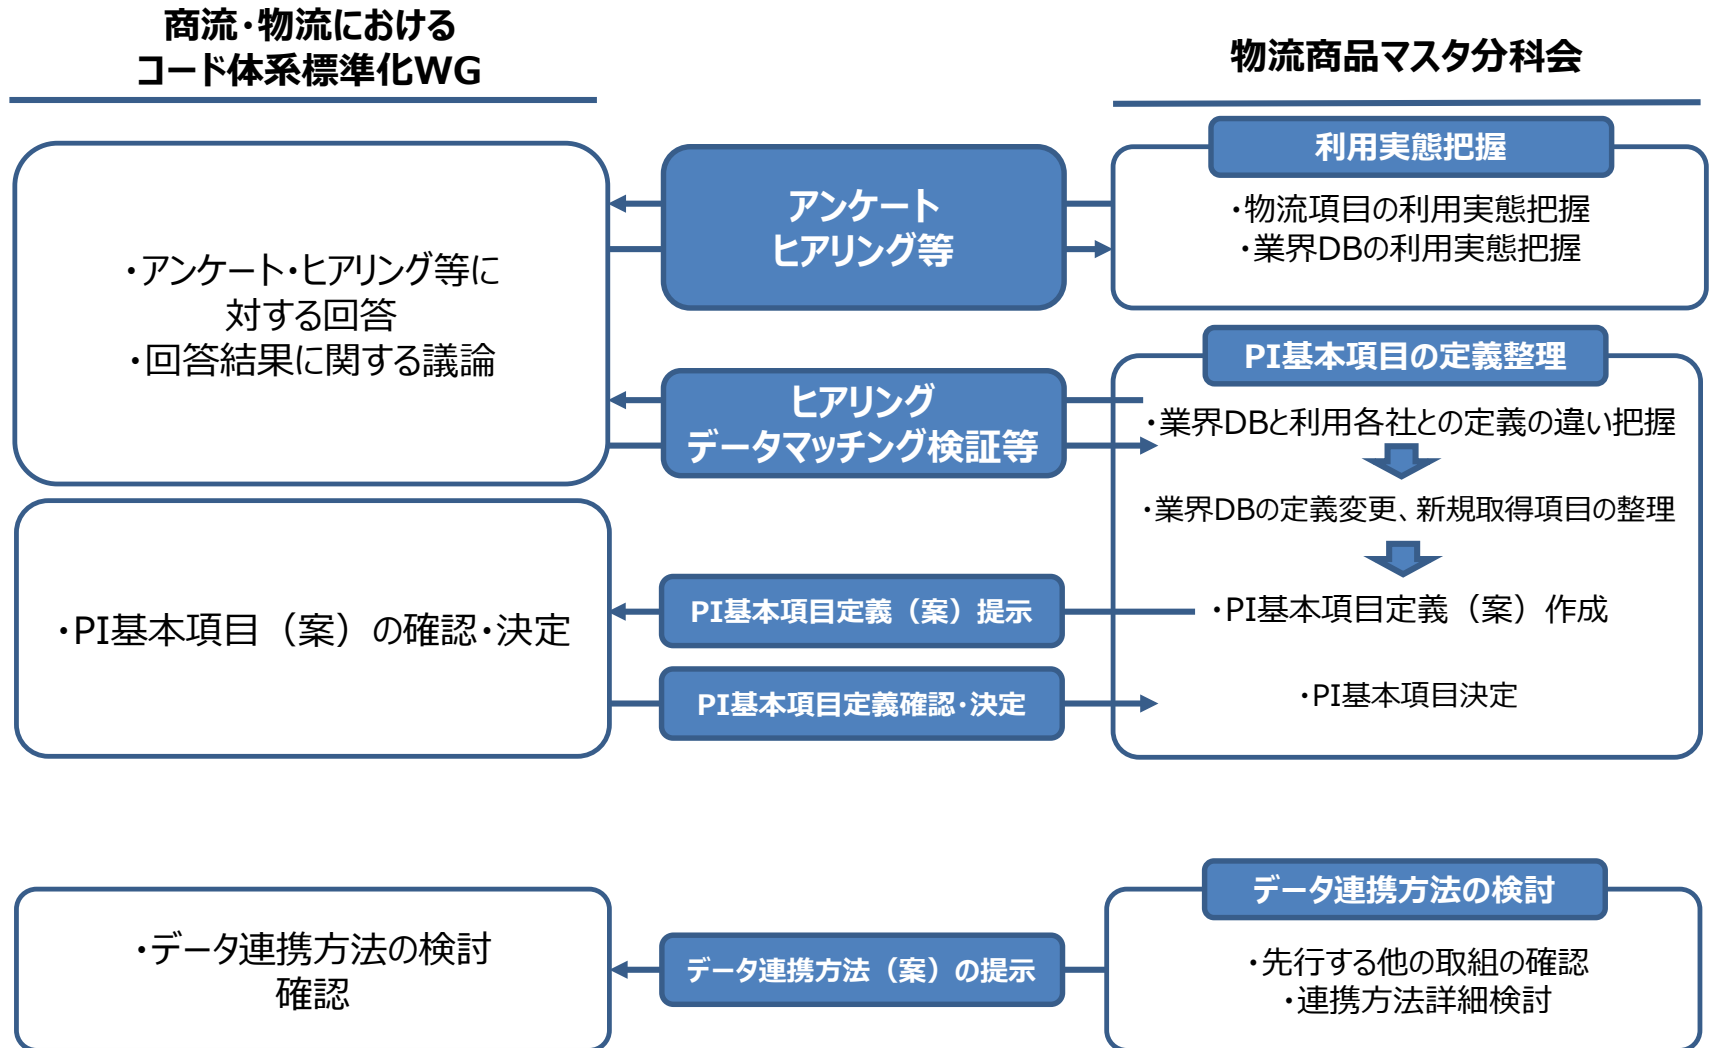 商流・物流における
コード体系標準化WG
物流商品マスタ分科会
・アンケート・ヒアリング等に
対する回答
・回答結果に関する議論
アンケート
ヒアリング等
利用実態把握
・物流項目の利用実態把握
・業界DBの利用実態把握
ヒアリング
データマッチング検証等
PI基本項目の定義整理
・業界DBと利用各社との定義の違い把握
・業界DBの定義変更、新規取得項目の整理
・PI基本項目定義（案）作成
・PI基本項目決定
・PI基本項目（案）の確認・決定
PI基本項目定義（案）提示
PI基本項目定義確認・決定
・データ連携方法の検討
確認
データ連携方法（案）の提示
データ連携方法の検討
・先行する他の取組の確認
・連携方法詳細検討